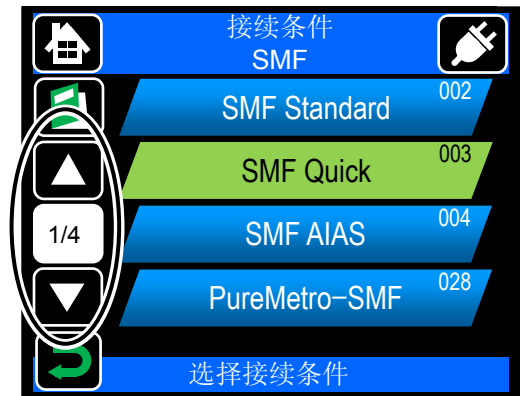 接续条件
SMF
SMF Standard 002
SMF Quick 003
1/4
SMF AIAS 004
PureMetro-SMF 028
选择接续条件